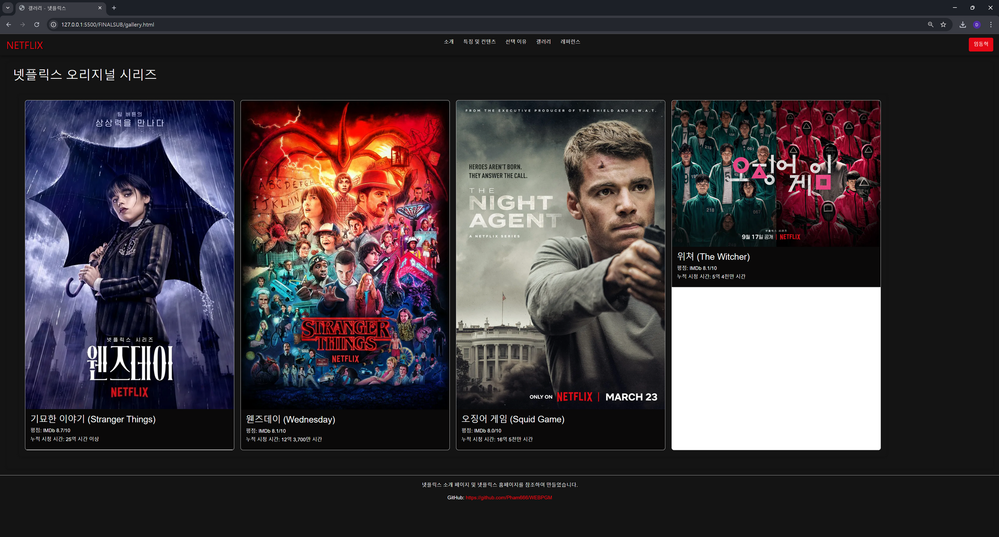 갤러리 - 넷플릭스
127.0.0.1:5500/FINALSUB/gallery.html
D
NETFLIX
소개 특징 및 컨텐츠 선택 이유 갤러리 레퍼런스
임동혁
넷플릭스 오리지널 시리즈
팀 버튼의
상상력을 만나다
넷플릭스 시리즈
웬즈데이
NETFLIX
기묘한 이야기 (Stranger Things)
평점: IMDb 8.7/10
누적 시청 시간: 25억 시간 이상
ABCDEFGH
IJKLMN
STRANGER
THINGS
NETFLIX
웬즈데이 (Wednesday)
평점: IMDb 8.1/10
누적 시청 시간: 12억 3,700만 시간
FROM THE EXECUTIVE PRODUCER OF THE SHIELD AND S.W.A.T.
HEROES AREN'T BORN.
THEY ANSWER THE CALL.
THE
NIGHT
AGENT
A NETFLIX SERIES
ONLY ON NETFLIX | MARCH 23
오징어 게임 (Squid Game)
평점: IMDb 8.0/10
누적 시청 시간: 16억 5천만 시간
154
215
061
오징어
게임
218
067
넷플릭스 시리즈
9월 17일 공개 | NETFLIX
위쳐 (The Witcher)
평점: IMDb 8.1/10
누적 시청 시간: 5억 4천만 시간
넷플릭스 소개 페이지 및 넷플릭스 홈페이지를 참조하여 만들었습니다.
GitHub: https://github.com/Pham666/WEBPGM